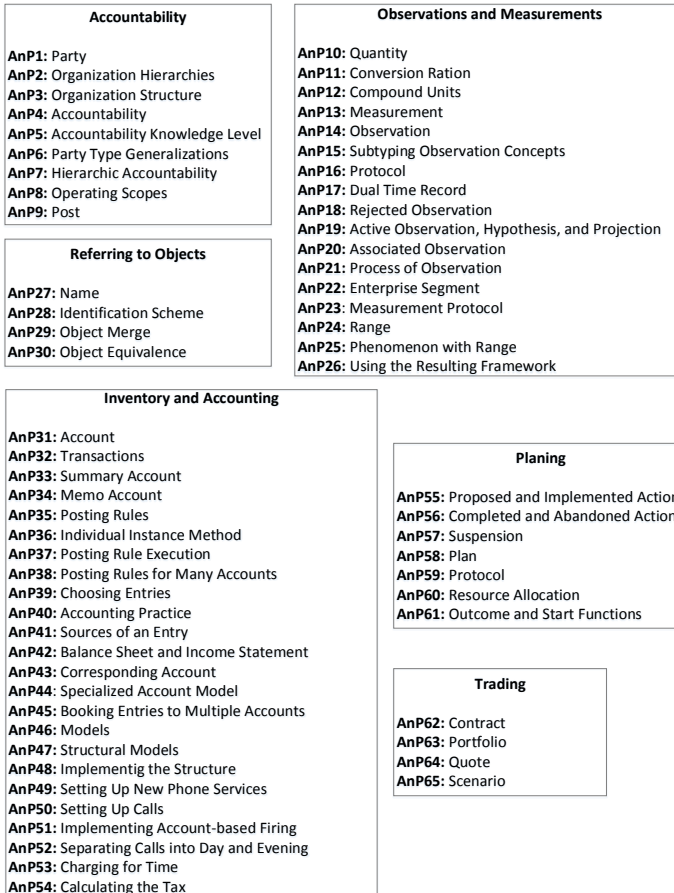 Accountability
AnP1: Party
AnP2: Organization Hierarchies
AnP3: Organization Structure
AnP4: Accountability
AnP5: Accountability Knowledge Level
AnP6: Party Type Generalizations
AnP7: Hierarchic Accountability
AnP8: Operating Scopes
AnP9: Post
Observations and Measurements
AnP10: Quantity
AnP11: Conversion Ration
AnP12: Compound Units
AnP13: Measurement
AnP14: Observation
AnP15: Subtyping Observation Concepts
AnP16: Protocol
AnP17: Dual Time Record
AnP18: Rejected Observation
AnP19: Active Observation, Hypothesis, and Projection
AnP20: Associated Observation
AnP21: Process of Observation
AnP22: Enterprise Segment
AnP23: Measurement Protocol
AnP24: Range
AnP25: Phenomenon with Range
AnP26: Using the Resulting Framework
Referring to Objects
AnP27: Name
AnP28: Identification Scheme
AnP29: Object Merge
AnP30: Object Equivalence
Inventory and Accounting
AnP31: Account
AnP32: Transactions
AnP33: Summary Account
AnP34: Memo Account
AnP35: Posting Rules
AnP36: Individual Instance Method
AnP37: Posting Rule Execution
AnP38: Posting Rules for Many Accounts
AnP39: Choosing Entries
AnP40: Accounting Practice
AnP41: Sources of an Entry
AnP42: Balance Sheet and Income Statement
AnP43: Corresponding Account
AnP44: Specialized Account Model
AnP45: Booking Entries to Multiple Accounts
AnP46: Models
AnP47: Structural Models
AnP48: Implementig the Structure
AnP49: Setting Up New Phone Services
AnP50: Setting Up Calls
AnP51: Implementing Account-based Firing
AnP52: Separating Calls into Day and Evening
AnP53: Charging for Time
AnP54: Calculating the Tax
Planing
AnP55: Proposed and Implemented Action
AnP56: Completed and Abandoned Action
AnP57: Suspension
AnP58: Plan
AnP59: Protocol
AnP60: Resource Allocation
AnP61: Outcome and Start Functions
Trading
AnP62: Contract
AnP63: Portfolio
AnP64: Quote
AnP65: Scenario